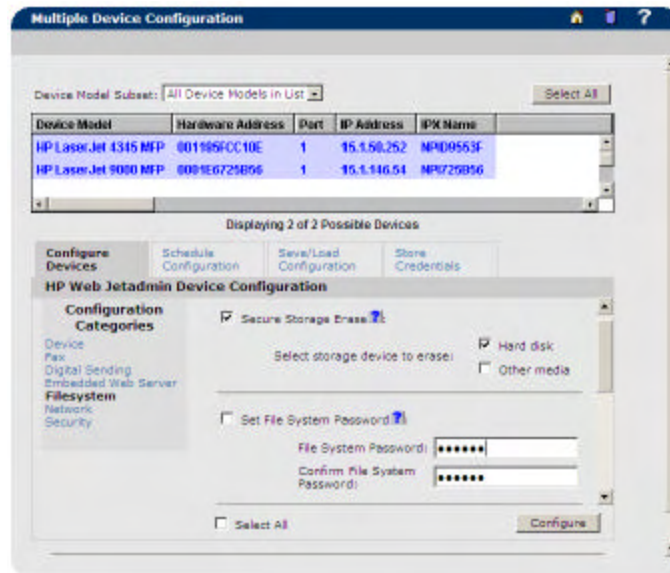 Multiple Device Configuration ?
Device Model Subset: All Device Models in List Select All
Device Model Hardware Address Port IP Address IPX Name
HP LaserJet 4345 MFP 001185FCC10E 1 15.1.50.252 NPID9553F
HP LaserJet 9000 MFP 0001E6725B56 1 15.1.146.54 NPI725B56
Displaying 2 of 2 Possible Devices
Configure Devices Schedule Configuration Save/Load Configuration Store Credentials
HP Web Jetadmin Device Configuration
Configuration Categories
Device
Fax
Digital Sending
Embedded Web Server
Filesystem
Network
Security
Secure Storage Erase ?
Select storage device to erase:
Hard disk
Other media
Set File System Password ?
File System Password: ••••••
Confirm File System Password: ••••••
Select All Configure